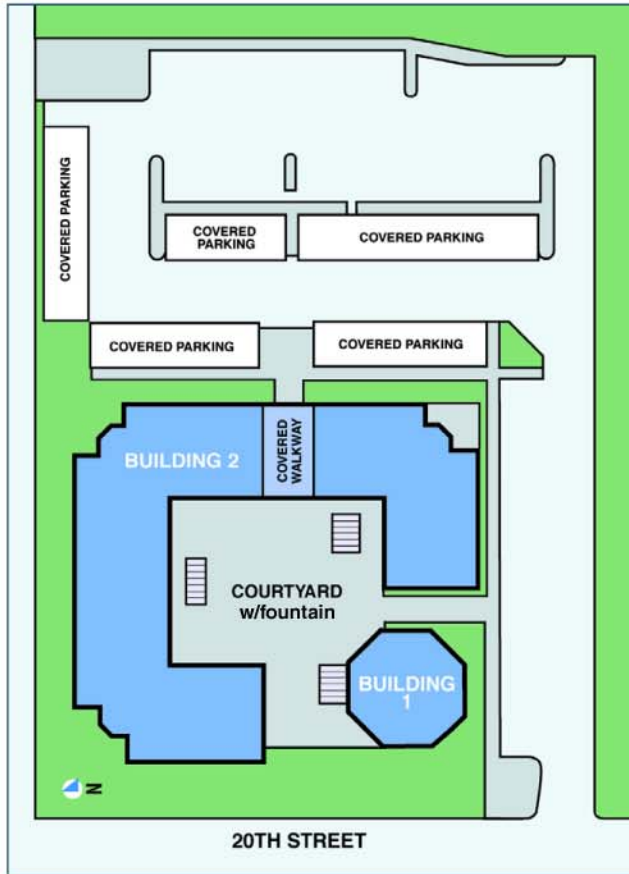 COVERED PARKING
COVERED
PARKING
COVERED PARKING
COVERED PARKING
COVERED PARKING
BUILDING 2
COVERED
WALKWAY
COURTYARD
w/fountain
BUILDING
1
N
20TH STREET